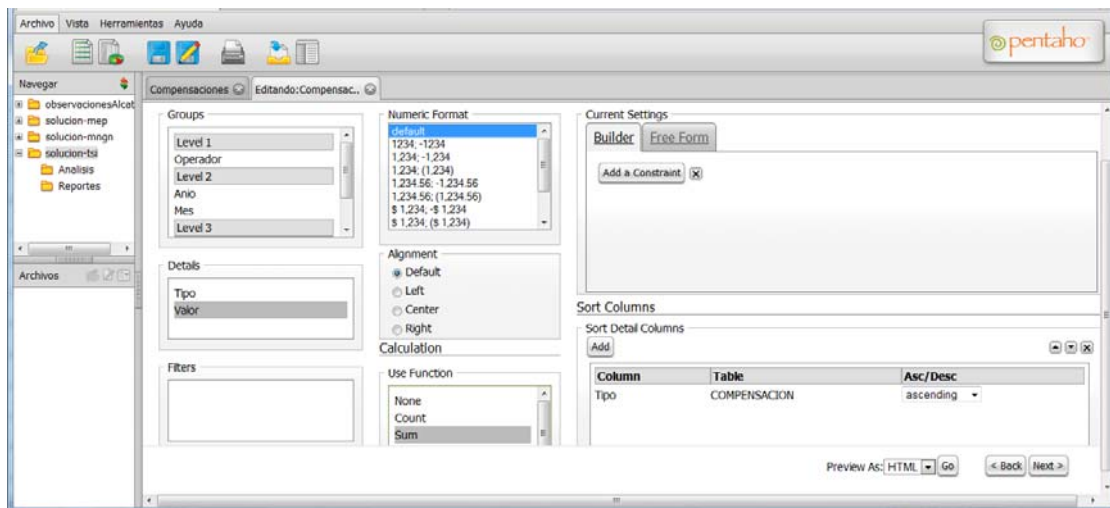 Archivo Vista Herramientas Ayuda
pentaho
Navegar
observacionesAlcat
solucion-mep
solucion-mngn
solucion-tsi
Analisis
Reportes
Archivos
Compensaciones Editando:Compensac..
Groups
Level 1
Operador
Level 2
Anio
Mes
Level 3
Details
Tipo
Valor
Filters
Numeric Format
default
1234; -1234
1,234; -1,234
1,234; (1,234)
1,234.56; -1,234.56
1,234.56; (1,234.56)
$ 1,234; -$ 1,234
$ 1,234; ($ 1,234)
Alignment
Default
Left
Center
Right
Calculation
Use Function
None
Count
Sum
Current Settings
Builder Free Form
Add a Constraint
Sort Columns
Sort Detail Columns
Add
Column Table Asc/Desc
Tipo COMPENSACION ascending
Preview As: HTML Go < Back Next >